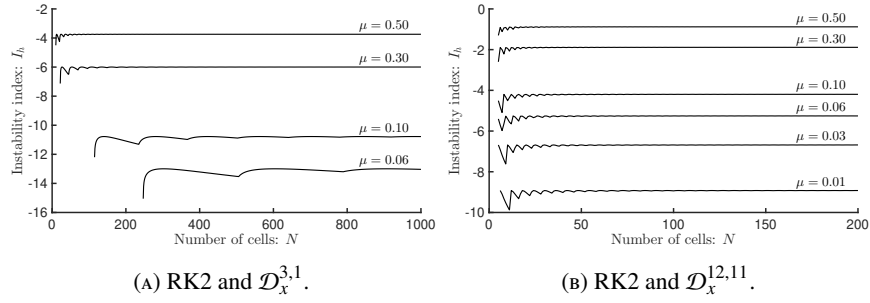 -2
-4
-6
-8
-10
-12
-14
-16
0
200
400
600
800
1000
Instability index: I_h
Number of cells: N
μ = 0.50
μ = 0.30
μ = 0.10
μ = 0.06
(A) RK2 and 𝒟_x^{3,1}.
0
-2
-4
-6
-8
-10
0
50
100
150
200
Instability index: I_h
Number of cells: N
μ = 0.50
μ = 0.30
μ = 0.10
μ = 0.06
μ = 0.03
μ = 0.01
(B) RK2 and 𝒟_x^{12,11}.